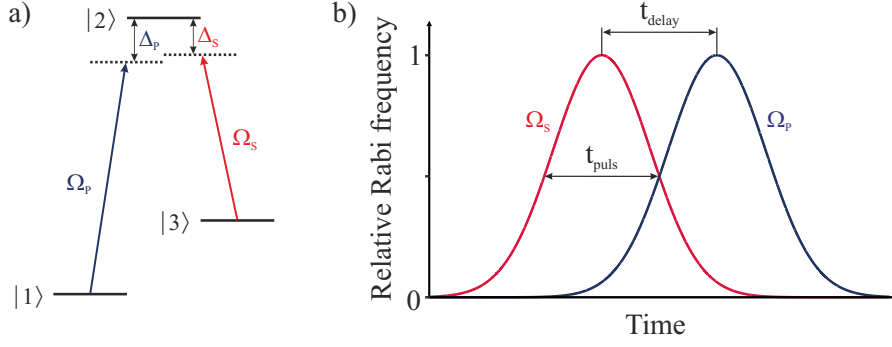 a)
|2⟩
Δ_P
Δ_S
Ω_P
Ω_S
|3⟩
|1⟩
b)
Relative Rabi frequency
1
0
t_delay
Ω_S
Ω_P
t_puls
Time